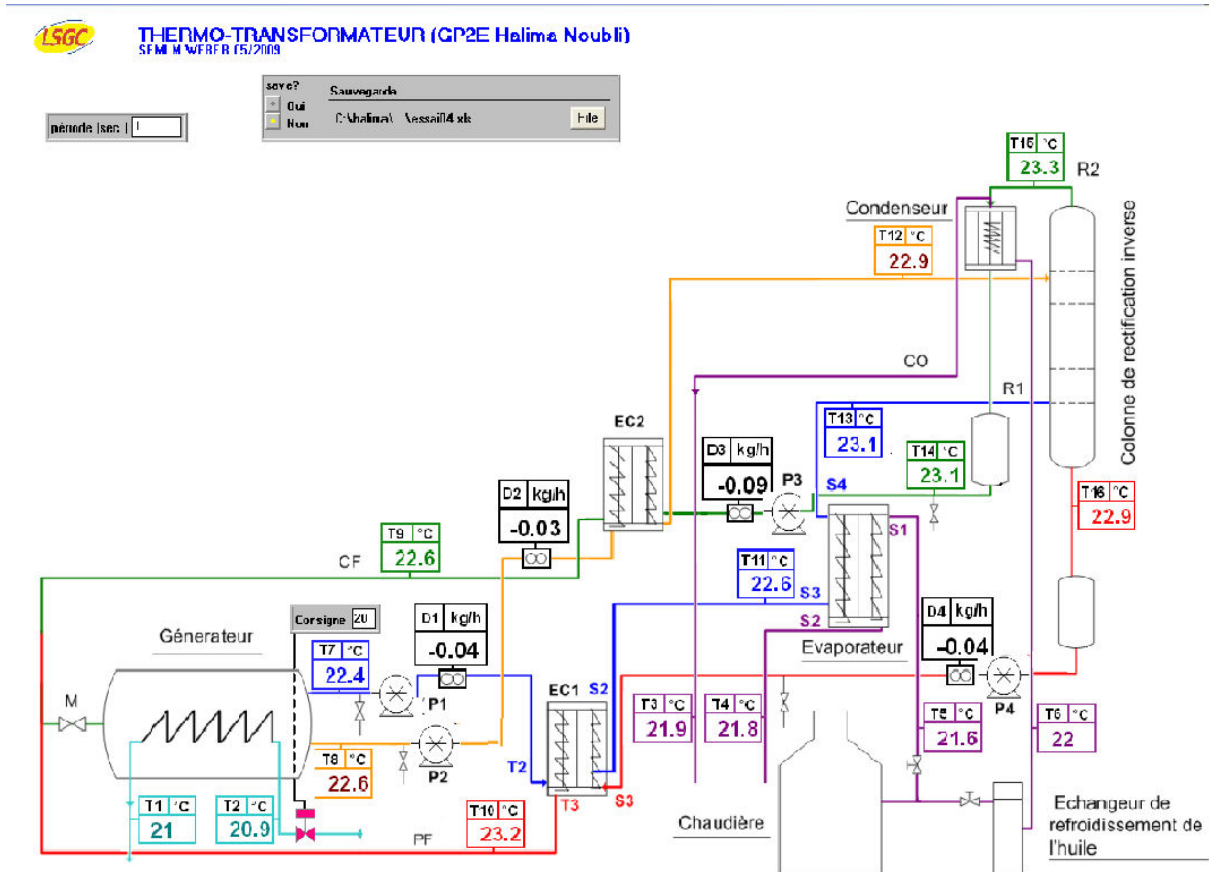 LSGC
THERMO-TRANSFORMATEUR (GP2E Halima Noubli)
SEMI M WEBER 05/2009
save?
Oui
Non
Sauvegarde
C:\halima\ \essai04.xls
File
période (sec.)
T15 °C
23.3
R2
Condenseur
T12 °C
22.9
Colonne de rectification inverse
CO
R1
EC2
T13 °C
23.1
D3 kg/h
-0.09
P3
T14 °C
23.1
S4
D2 kg/h
-0.03
T16 °C
22.9
T9 °C
22.6
CF
S1
T11 °C
22.6
S3
S2
Consigne 20
D1 kg/h
-0.04
D4 kg/h
-0.04
Génerateur
Evaporateur
T7 °C
22.4
S2
EC1
P1
M
T3 °C
21.9
T4 °C
21.8
T5 °C
21.6
P4
T6 °C
22
T8 °C
22.6
P2
T2
T3
S3
T1 °C
21
T2 °C
20.9
T10 °C
23.2
PF
Chaudière
Echangeur de
refroidissement de
l'huile